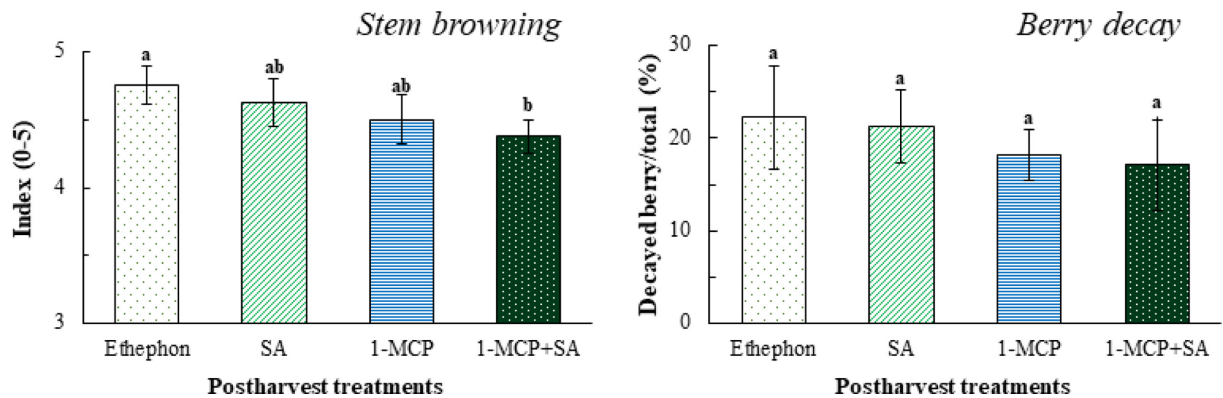 Stem browning
Index (0-5)
5
4
3
a
ab
ab
b
Ethephon SA 1-MCP 1-MCP+SA
Postharvest treatments
Berry decay
Decayed berry/total (%)
30
20
10
0
a
a
a
a
Ethephon SA 1-MCP 1-MCP+SA
Postharvest treatments